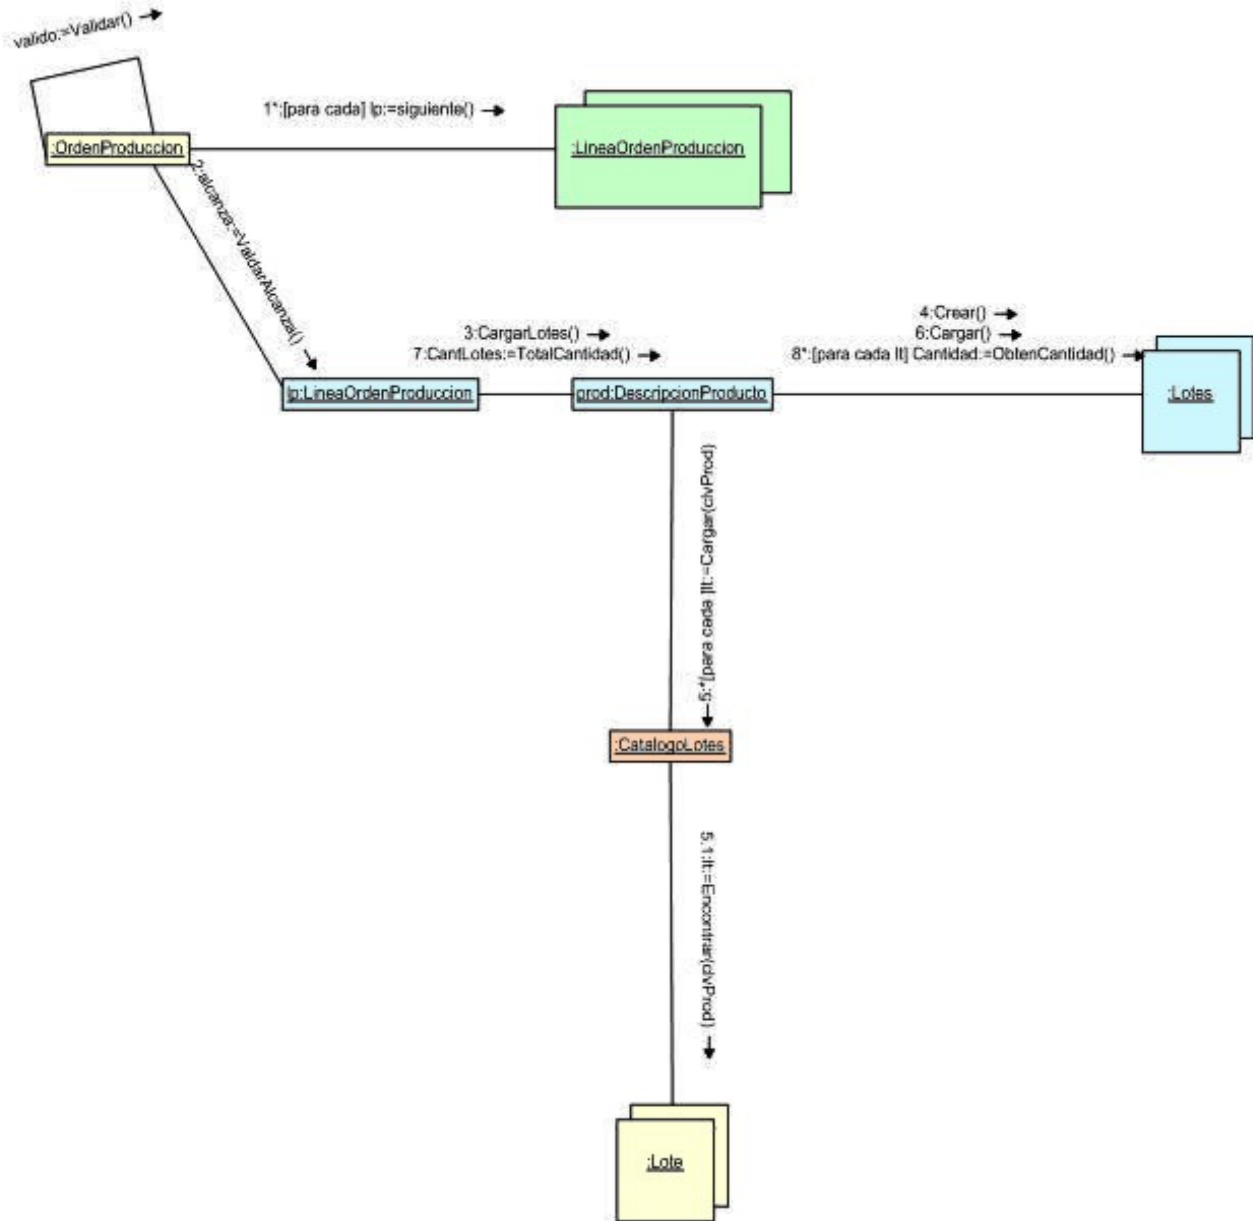 valido:=Validar()
1*:[para cada] lp:=siguiente()
:OrdenProduccion
:LineaOrdenProduccion
2:alcanza:=ValidarAlcanza()
3:CargarLotes()
7:CantLotes:=TotalCantidad()
4:Crear()
6:Cargar()
8*:[para cada lt] Cantidad:=ObtenCantidad()
lp:LineaOrdenProduccion
prod:DescripcionProducto
:Lotes
5:*[para cada lt]:=Cargar(clvProd)
:CatalogoLotes
5.1:lt:=Encontrar(clvProd)
:Lote